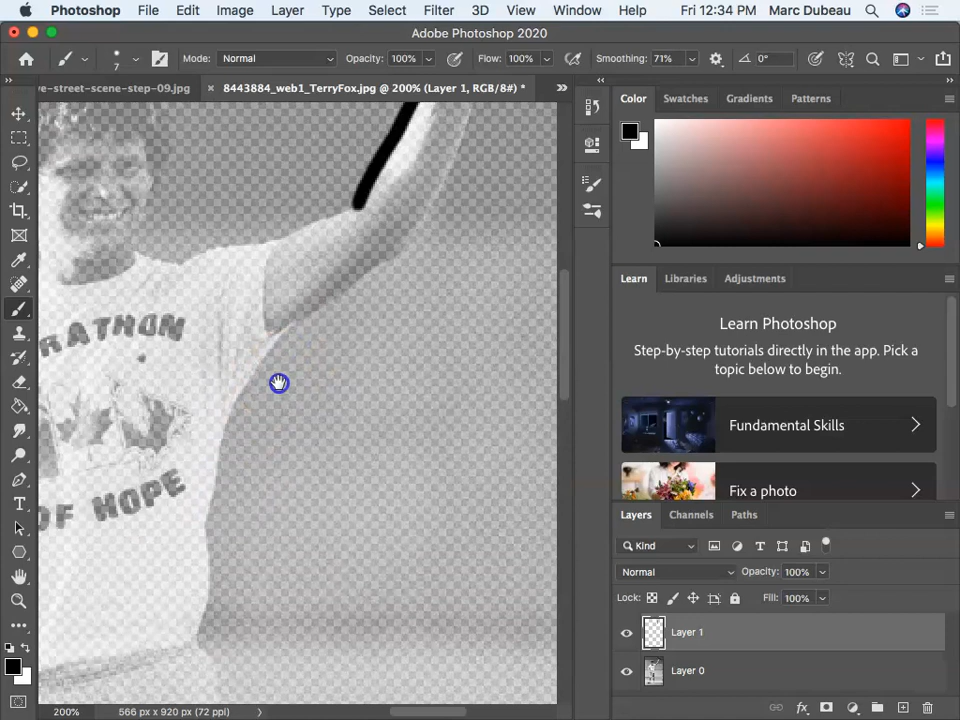 Photoshop File Edit Image Layer Type Select Filter 3D View Window Help Fri 12:34 PM Marc Dubeau
Adobe Photoshop 2020
7 Mode: Normal Opacity: 100% Flow: 100% Smoothing: 71% 0°
ve-street-scene-step-09.jpg 8443884_web1_TerryFox.jpg @ 200% (Layer 1, RGB/8#) *
Color Swatches Gradients Patterns
RATHON
OF HOPE
Learn Libraries Adjustments
Learn Photoshop
Step-by-step tutorials directly in the app. Pick a
topic below to begin.
Fundamental Skills
Fix a photo
Layers Channels Paths
Kind
Normal Opacity: 100%
Lock: Fill: 100%
Layer 1
Layer 0
200% 566 px x 920 px (72 ppi)